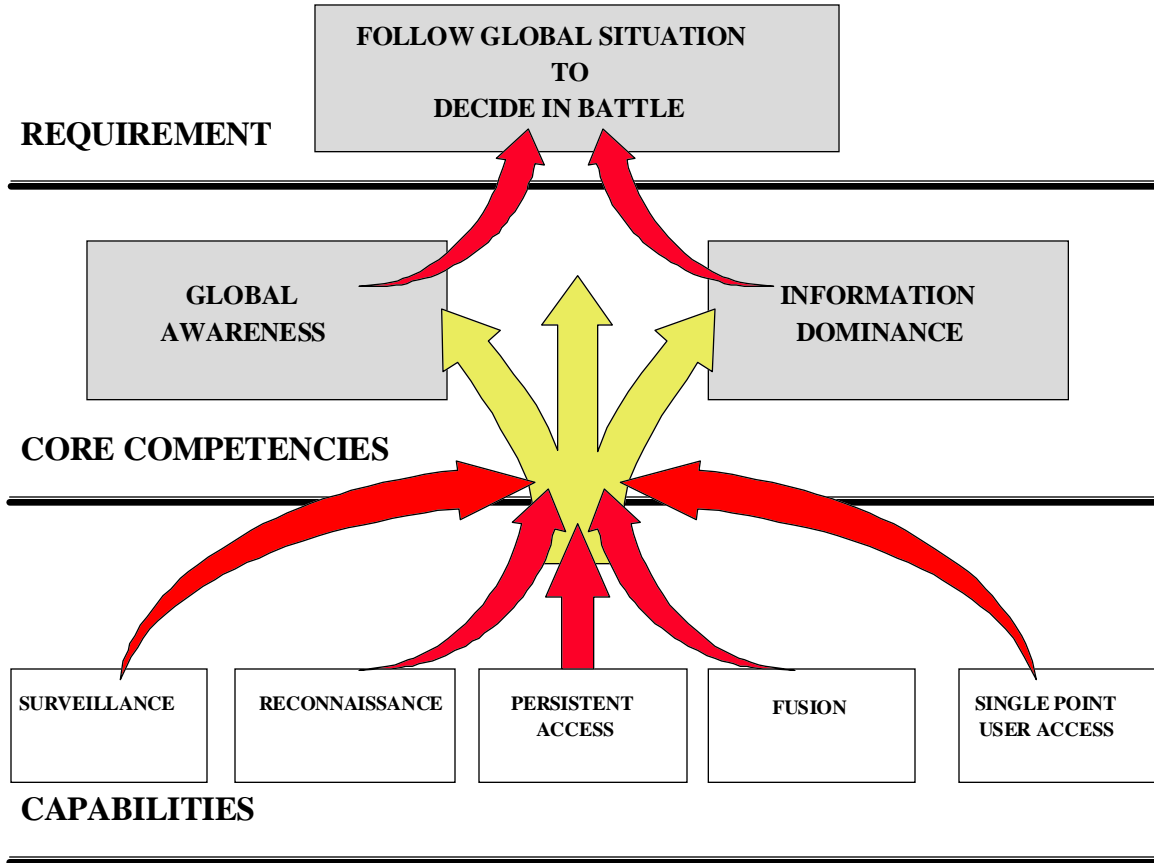 FOLLOW GLOBAL SITUATION
TO
DECIDE IN BATTLE
REQUIREMENT
GLOBAL
AWARENESS
INFORMATION
DOMINANCE
CORE COMPETENCIES
SURVEILLANCE
RECONNAISSANCE
PERSISTENT
ACCESS
FUSION
SINGLE POINT
USER ACCESS
CAPABILITIES